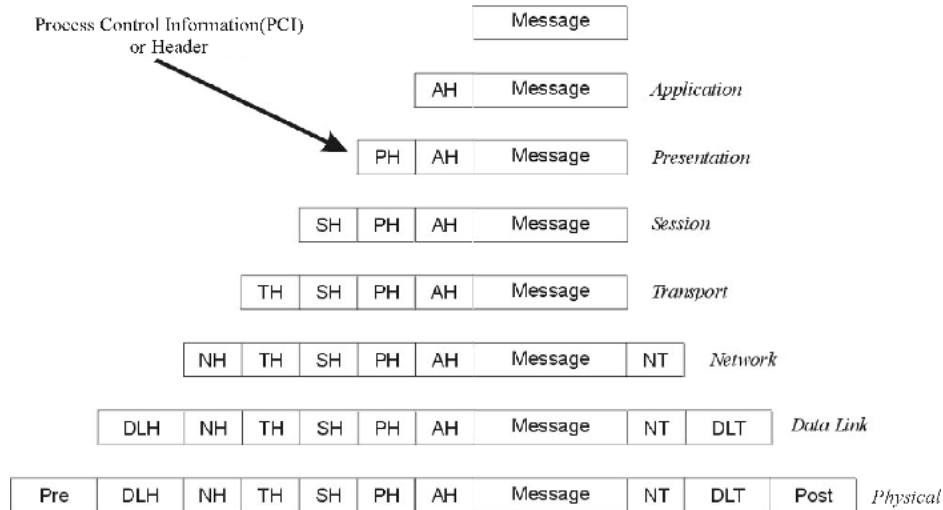 Process Control Information(PCI)
or Header
Message
AH Message Application
PH AH Message Presentation
SH PH AH Message Session
TH SH PH AH Message Transport
NH TH SH PH AH Message NT Network
DLH NH TH SH PH AH Message NT DLT Data Link
Pre DLH NH TH SH PH AH Message NT DLT Post Physical